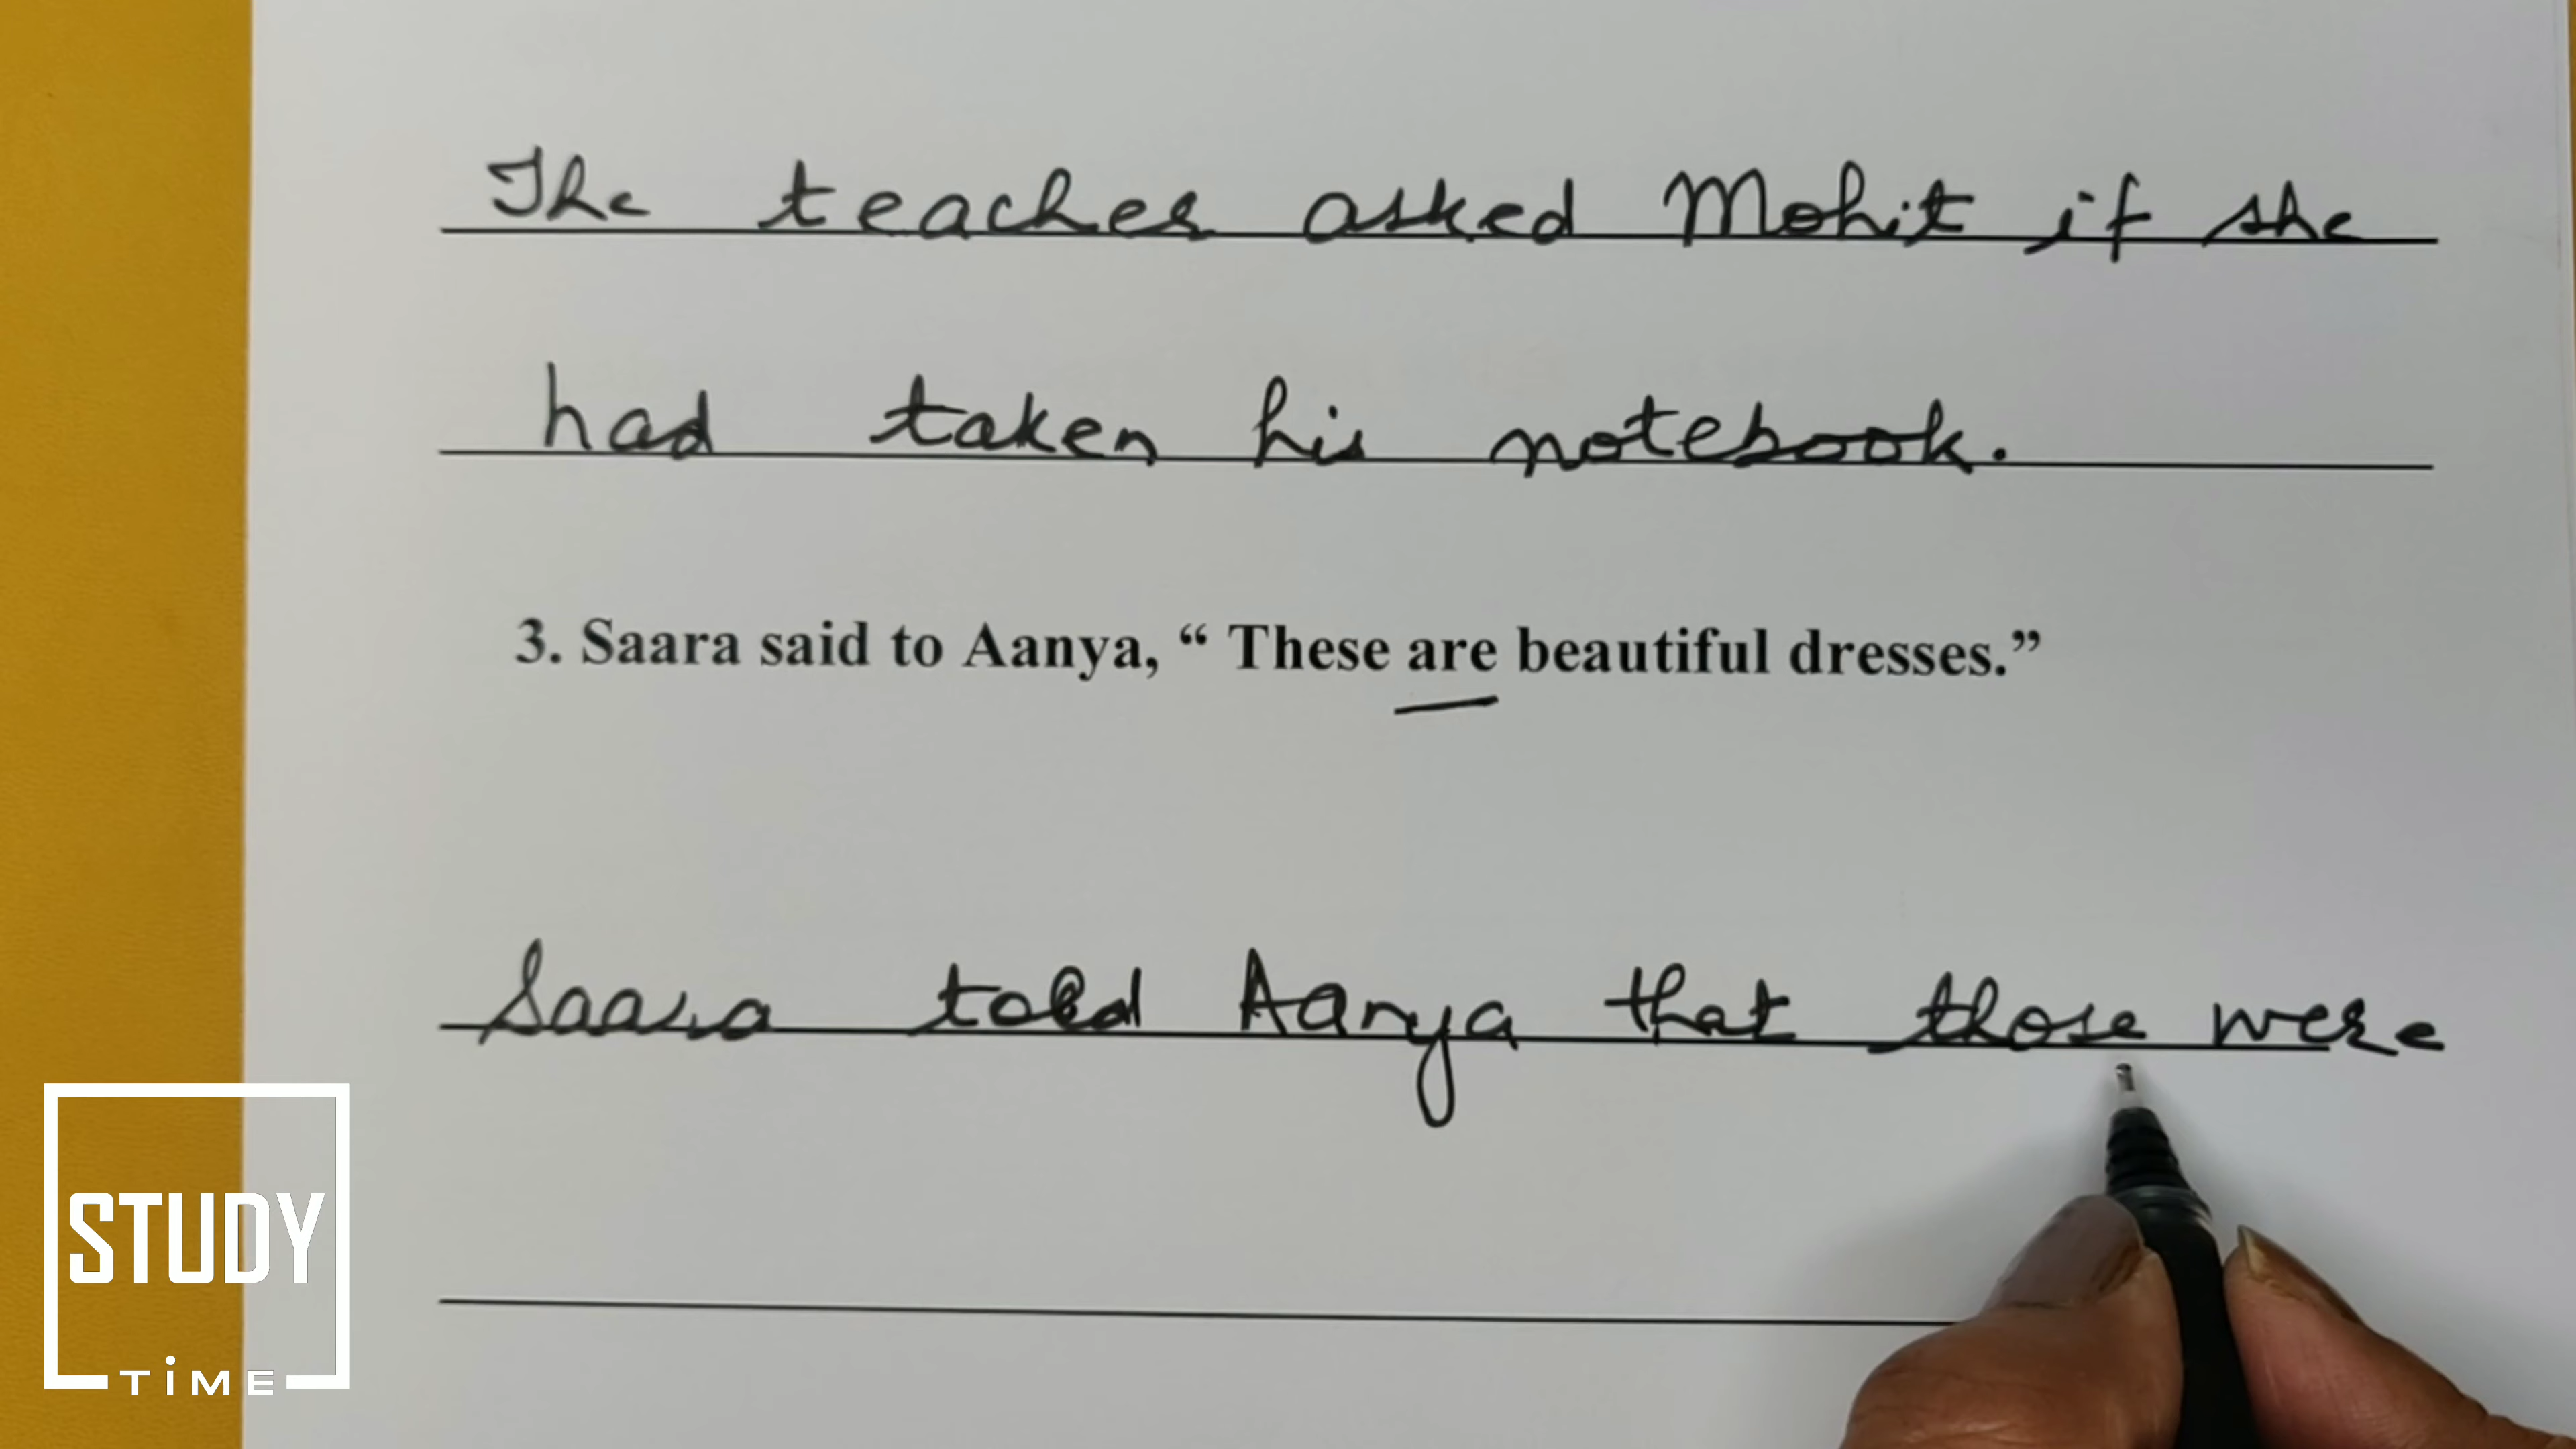 The teacher asked Mohit if she
had taken his notebook.
3. Saara said to Aanya, “ These are beautiful dresses.”
Saara told Aanya that those were
STUDY
TiME